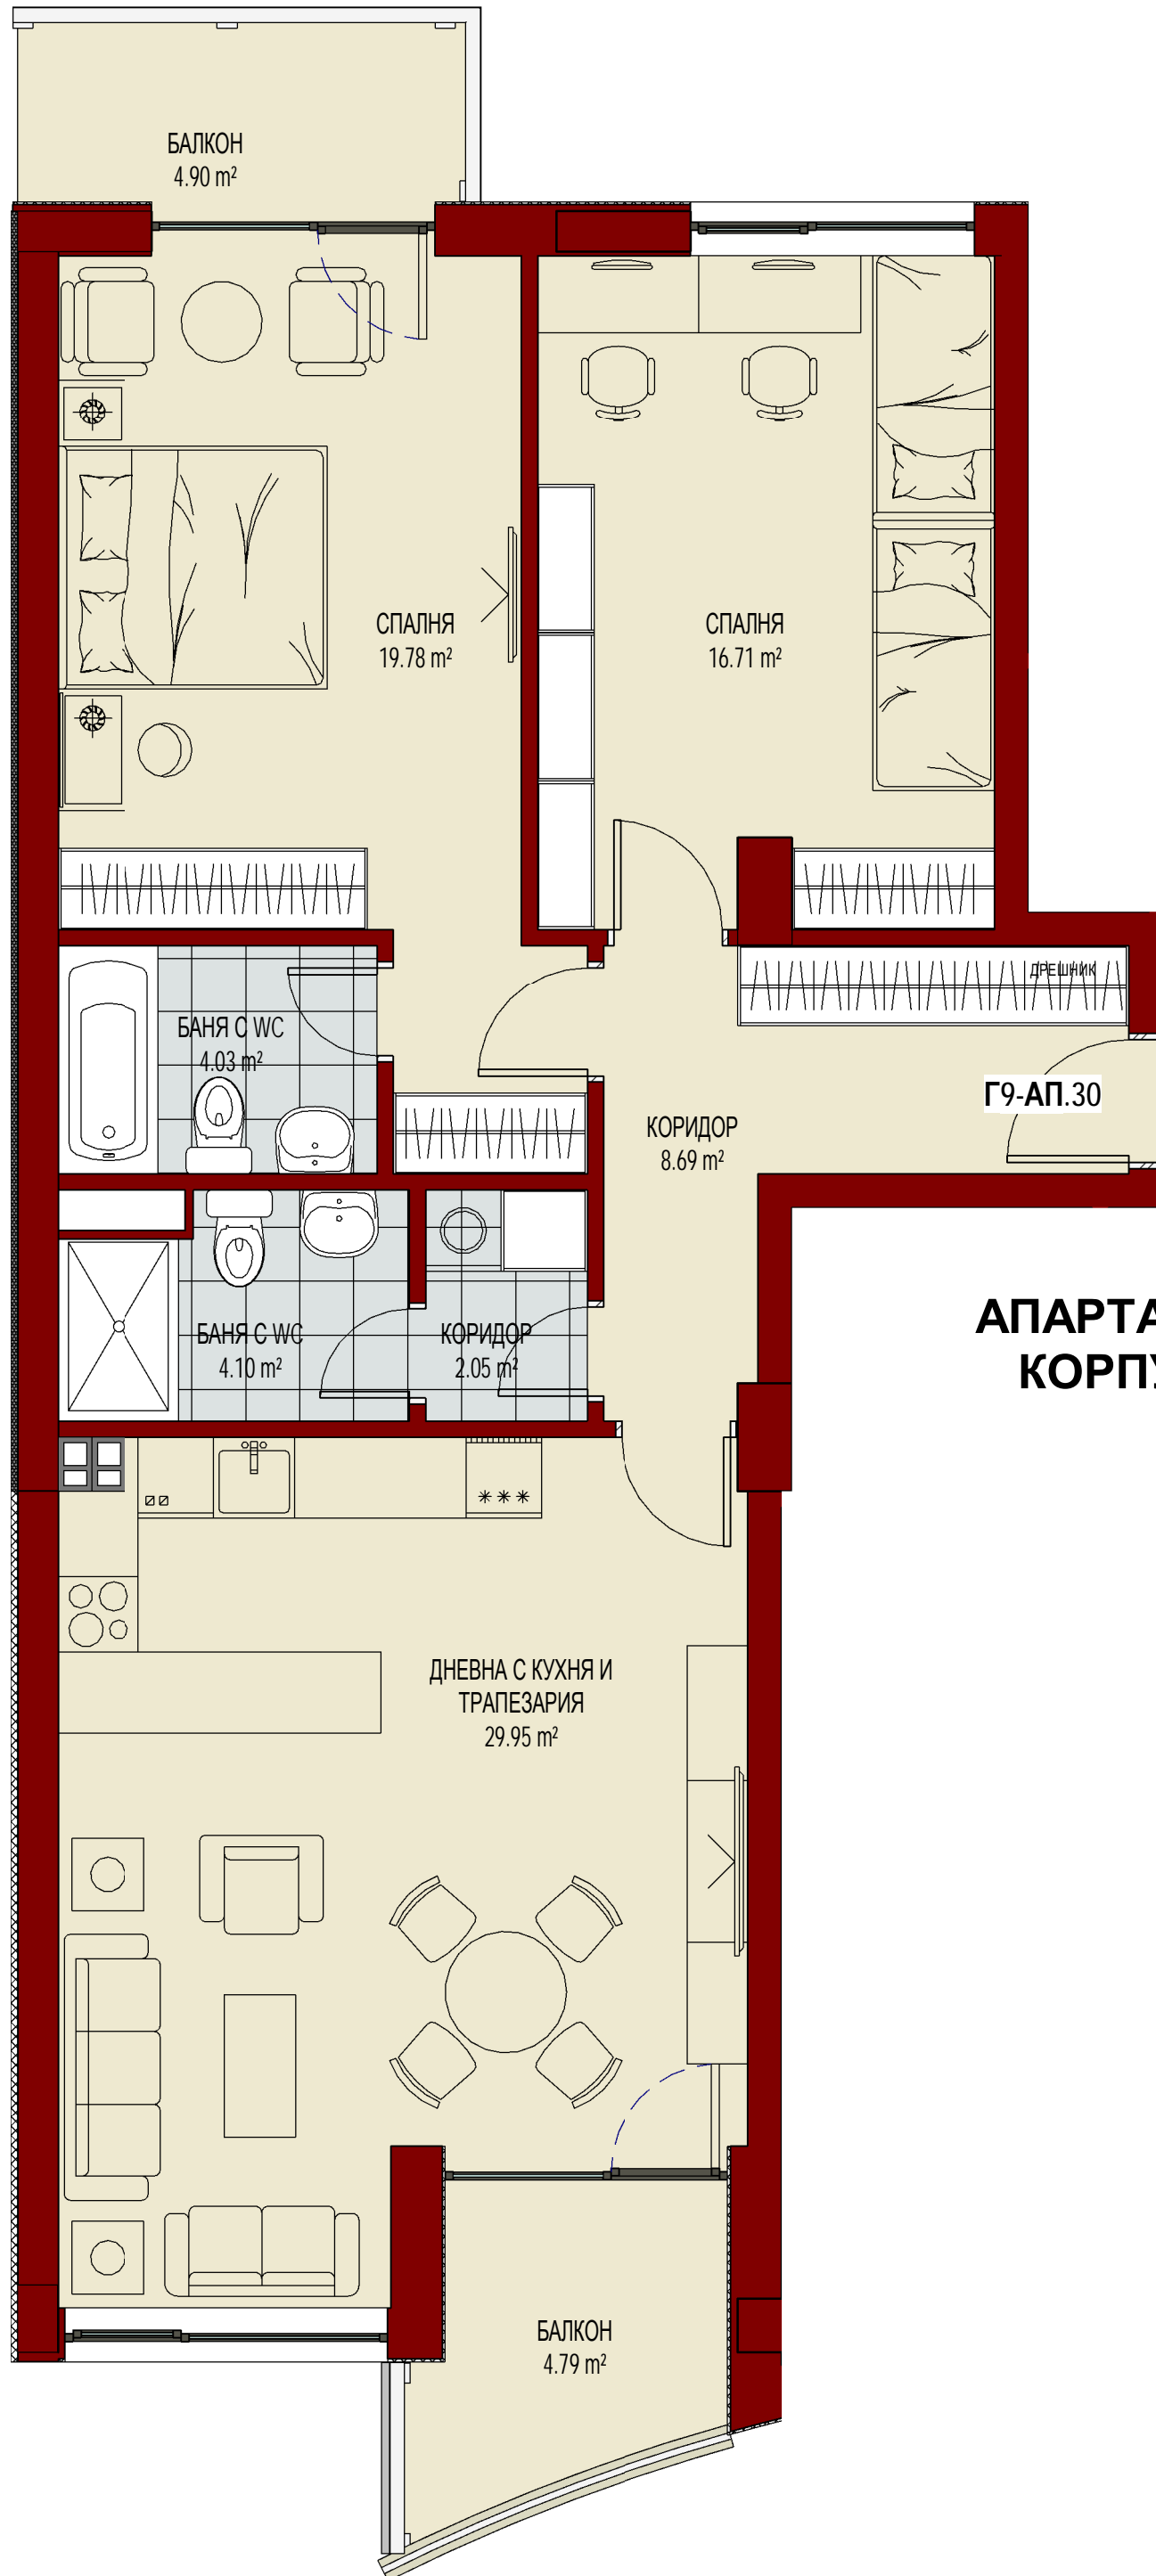 БАЛКОН
4.90 m²
СПАЛНЯ
19.78 m²
СПАЛНЯ
16.71 m²
ДРЕШНИК
БАНЯ С WC
4.03 m²
Г9-АП.30
КОРИДОР
8.69 m²
АПАРТА
КОРПУ
БАНЯ С WC
4.10 m²
КОРИДОР
2.05 m²
ДНЕВНА С КУХНЯ И
ТРАПЕЗАРИЯ
29.95 m²
БАЛКОН
4.79 m²